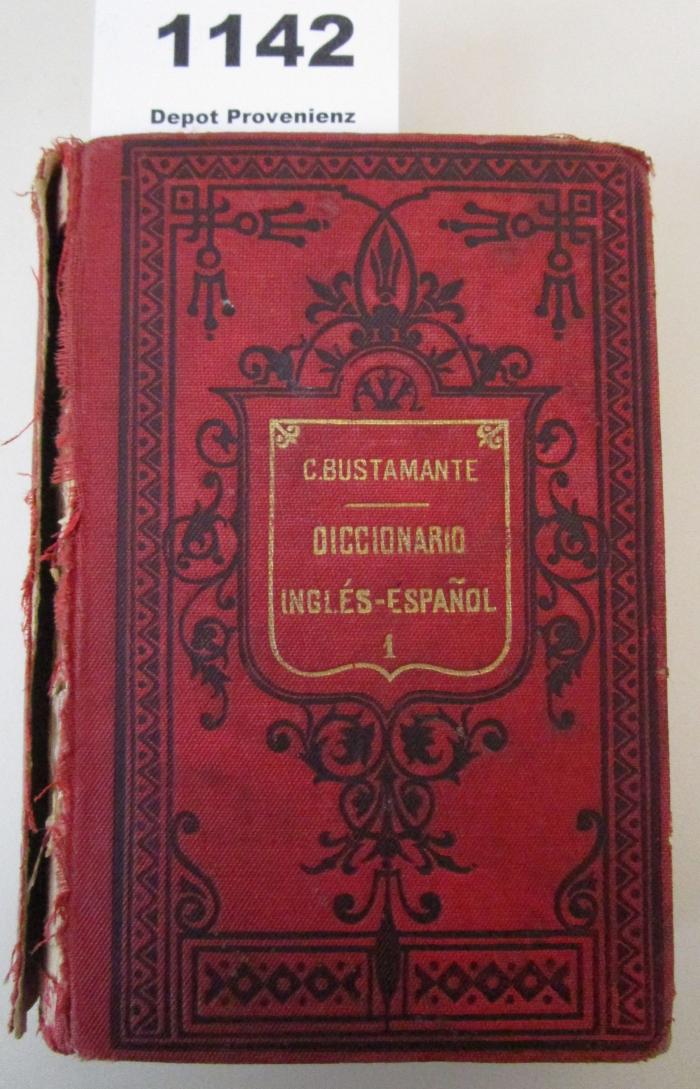 1142
Depot Provenienz
C.BUSTAMANTE
DICCIONARIO
INGLÉS-ESPAÑOL
1